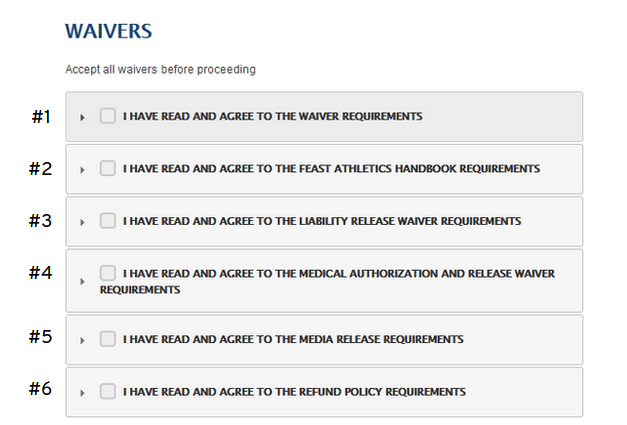 WAIVERS
Accept all waivers before proceeding
#1 I HAVE READ AND AGREE TO THE WAIVER REQUIREMENTS
#2 I HAVE READ AND AGREE TO THE FEAST ATHLETICS HANDBOOK REQUIREMENTS
#3 I HAVE READ AND AGREE TO THE LIABILITY RELEASE WAIVER REQUIREMENTS
#4 I HAVE READ AND AGREE TO THE MEDICAL AUTHORIZATION AND RELEASE WAIVER
REQUIREMENTS
#5 I HAVE READ AND AGREE TO THE MEDIA RELEASE REQUIREMENTS
#6 I HAVE READ AND AGREE TO THE REFUND POLICY REQUIREMENTS